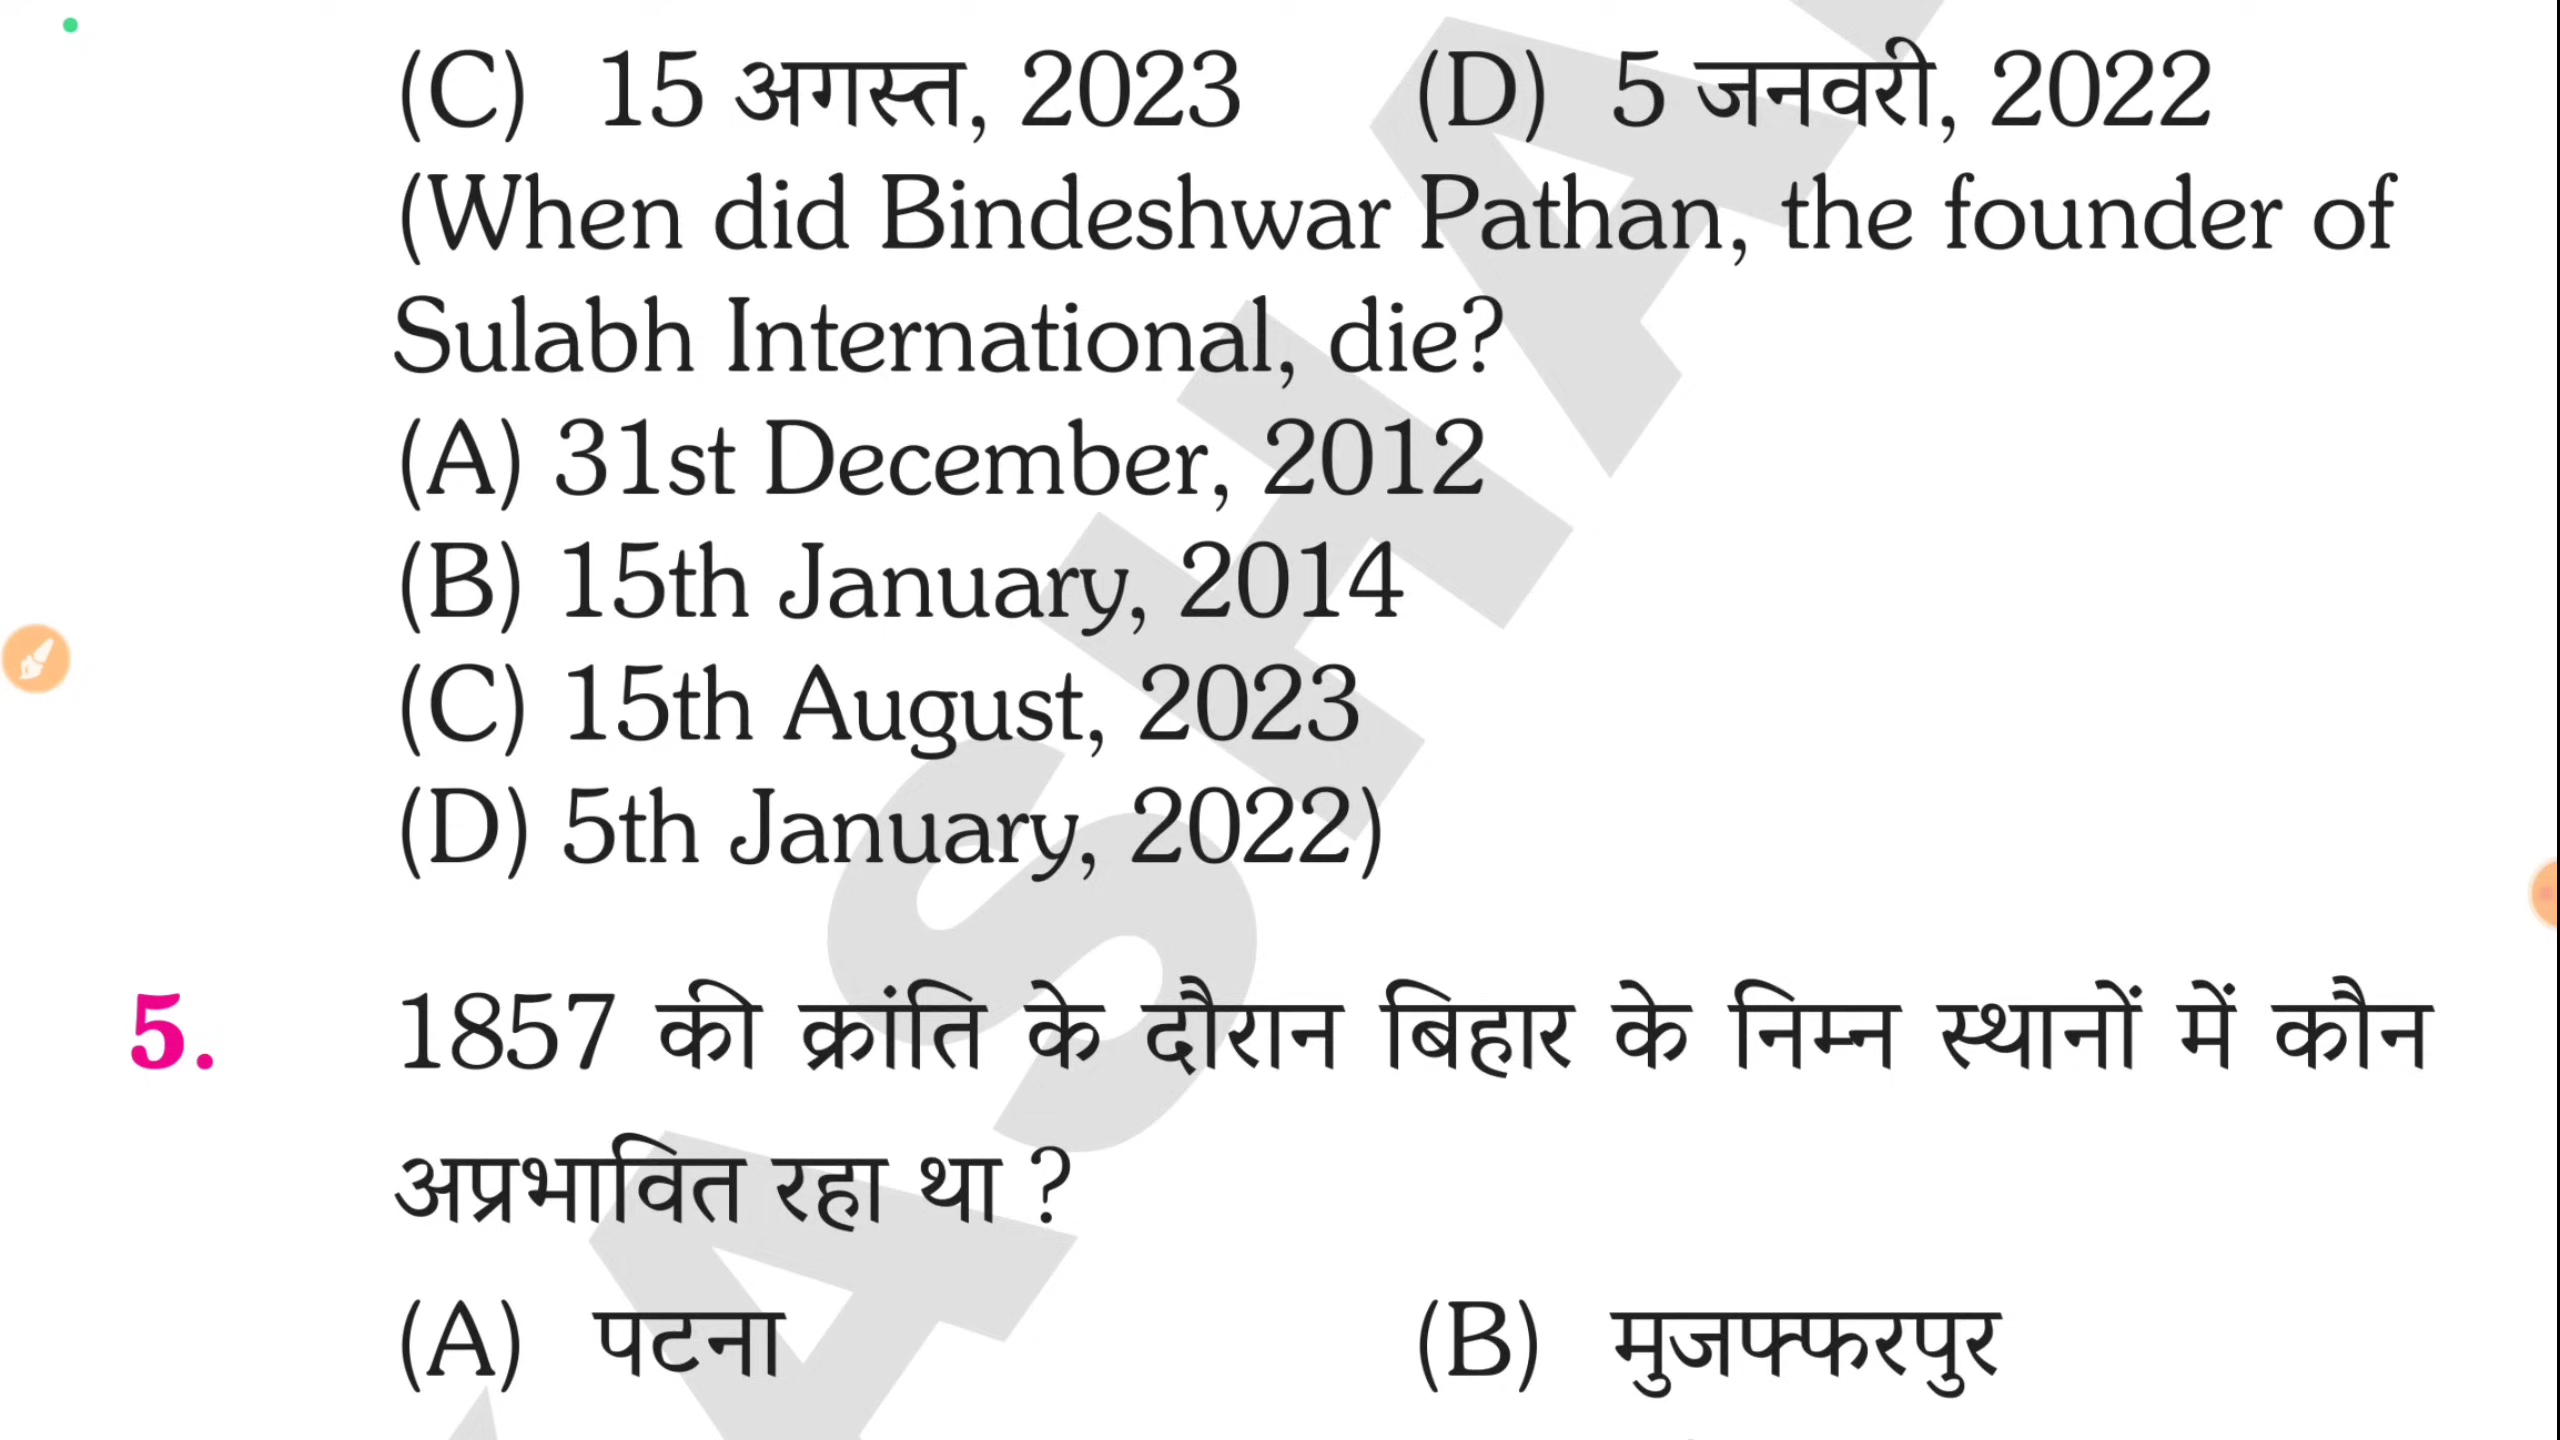 (C) 15 अगस्त, 2023 (D) 5 जनवरी, 2022
(When did Bindeshwar Pathan, the founder of
Sulabh International, die?
(A) 31st December, 2012
(B) 15th January, 2014
(C) 15th August, 2023
(D) 5th January, 2022)
5. 1857 की क्रांति के दौरान बिहार के निम्न स्थानों में कौन
अप्रभावित रहा था ?
(A) पटना (B) मुजफ्फरपुर